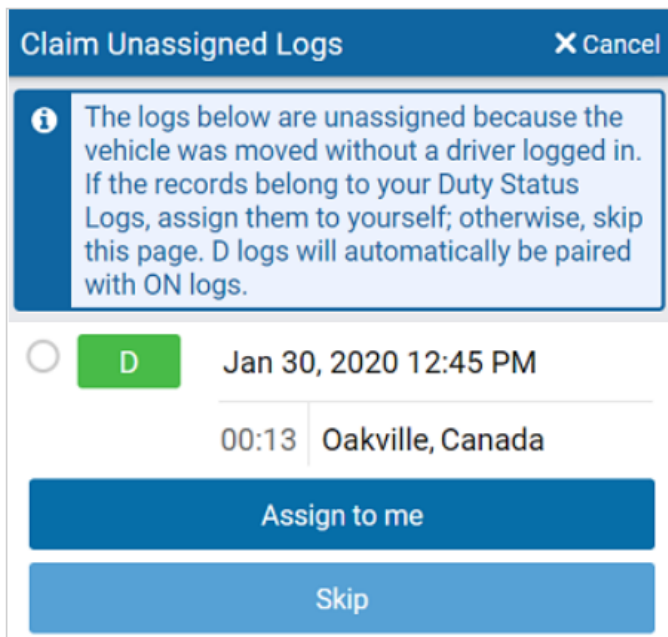 Claim Unassigned Logs
Cancel
The logs below are unassigned because the
vehicle was moved without a driver logged in.
If the records belong to your Duty Status
Logs, assign them to yourself; otherwise, skip
this page. D logs will automatically be paired
with ON logs.
D
Jan 30, 2020 12:45 PM
00:13
Oakville, Canada
Assign to me
Skip